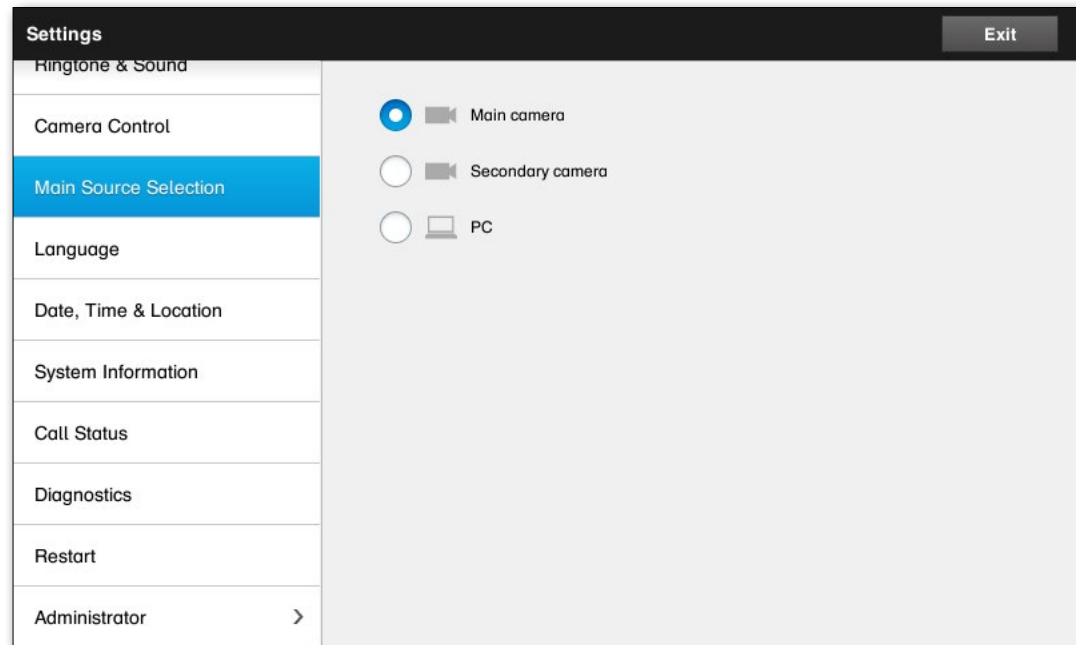 Settings
Exit
Ringtone & Sound
Camera Control
Main Source Selection
Language
Date, Time & Location
System Information
Call Status
Diagnostics
Restart
Administrator
Main camera
Secondary camera
PC